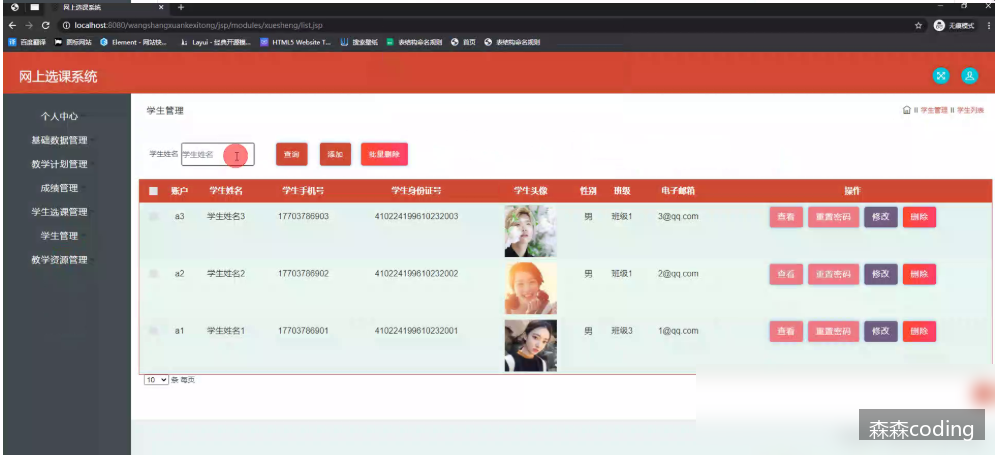 网上选课系统
localhost:8080/wangshangxuankexitong/jsp/modules/xuesheng/list.jsp
无痕模式
百度翻译 图标网站 Element - 网站快... Layui - 经典开源模... HTML5 Website T... 搜索壁纸 表结构命名规则 首页 表结构命名规则
网上选课系统
个人中心
基础数据管理
教学计划管理
成绩管理
学生选课管理
学生管理
教学资源管理
学生管理
学生管理 学生列表
学生姓名 学生姓名 查询 添加 批量删除
账户 学生姓名 学生手机号 学生身份证号 学生头像 性别 班级 电子邮箱 操作
a3 学生姓名3 17703786903 410224199610232003 男 班级1 3@qq.com 查看 重置密码 修改 删除
a2 学生姓名2 17703786902 410224199610232002 男 班级1 2@qq.com 查看 重置密码 修改 删除
a1 学生姓名1 17703786901 410224199610232001 男 班级3 1@qq.com 查看 重置密码 修改 删除
10 条 每页
森森coding